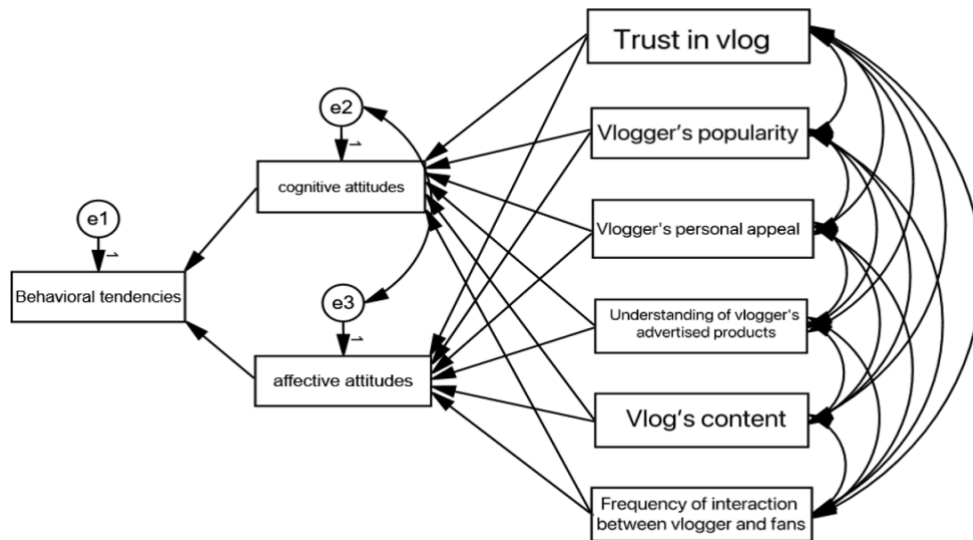 Trust in vlog
e2
1
Vlogger's popularity
cognitive attitudes
e1
1
Vlogger's personal appeal
Behavioral tendencies
e3
1
Understanding of vlogger's
advertised products
affective attitudes
Vlog's content
Frequency of interaction
between vlogger and fans